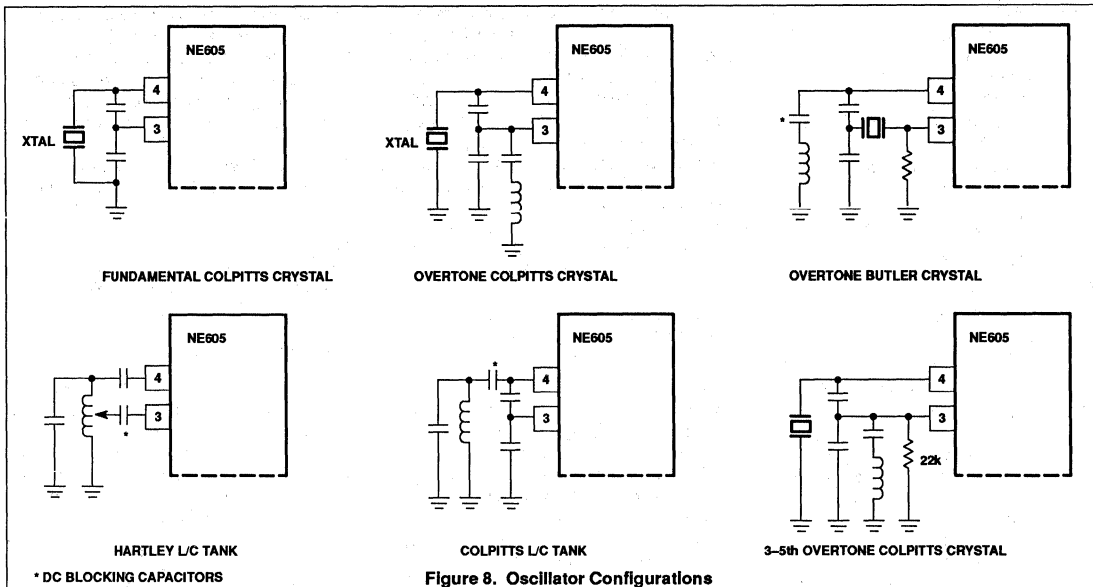 NE605
4
3
XTAL
FUNDAMENTAL COLPITTS CRYSTAL
NE605
4
3
XTAL
OVERTONE COLPITTS CRYSTAL
NE605
4
*
3
OVERTONE BUTLER CRYSTAL
NE605
4
3
*
HARTLEY L/C TANK
NE605
*
4
3
COLPITTS L/C TANK
NE605
4
3
22k
3–5th OVERTONE COLPITTS CRYSTAL
* DC BLOCKING CAPACITORS
Figure 8. Oscillator Configurations